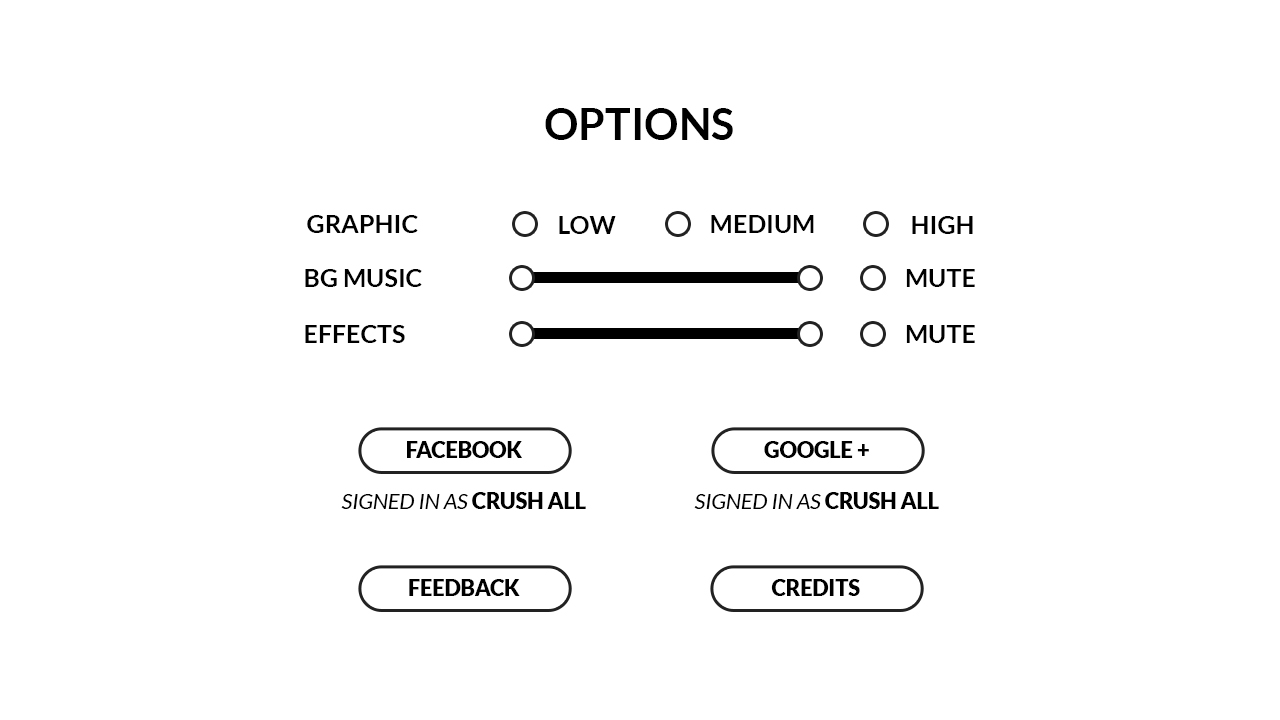 OPTIONS
GRAPHIC LOW MEDIUM HIGH
BG MUSIC MUTE
EFFECTS MUTE
FACEBOOK GOOGLE +
SIGNED IN AS CRUSH ALL SIGNED IN AS CRUSH ALL
FEEDBACK CREDITS